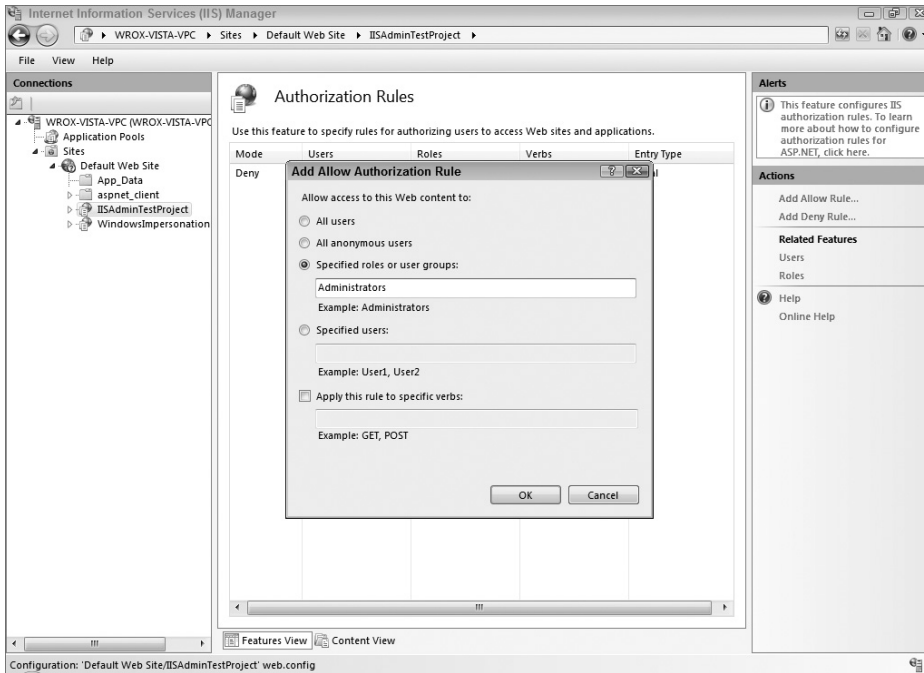 Internet Information Services (IIS) Manager
WROX-VISTA-VPC Sites Default Web Site IISAdminTestProject
File View Help
Connections
WROX-VISTA-VPC (WROX-VISTA-VPC
Application Pools
Sites
Default Web Site
App_Data
aspnet_client
IISAdminTestProject
WindowsImpersonation
Authorization Rules
Use this feature to specify rules for authorizing users to access Web sites and applications.
Mode Users Roles Verbs Entry Type
Deny
Add Allow Authorization Rule
Allow access to this Web content to:
All users
All anonymous users
Specified roles or user groups:
Administrators
Example: Administrators
Specified users:
Example: User1, User2
Apply this rule to specific verbs:
Example: GET, POST
OK Cancel
Features View Content View
Alerts
This feature configures IIS
authorization rules. To learn
more about how to configure
authorization rules for
ASP.NET, click here.
Actions
Add Allow Rule...
Add Deny Rule...
Related Features
Users
Roles
Help
Online Help
Configuration: 'Default Web Site/IISAdminTestProject' web.config